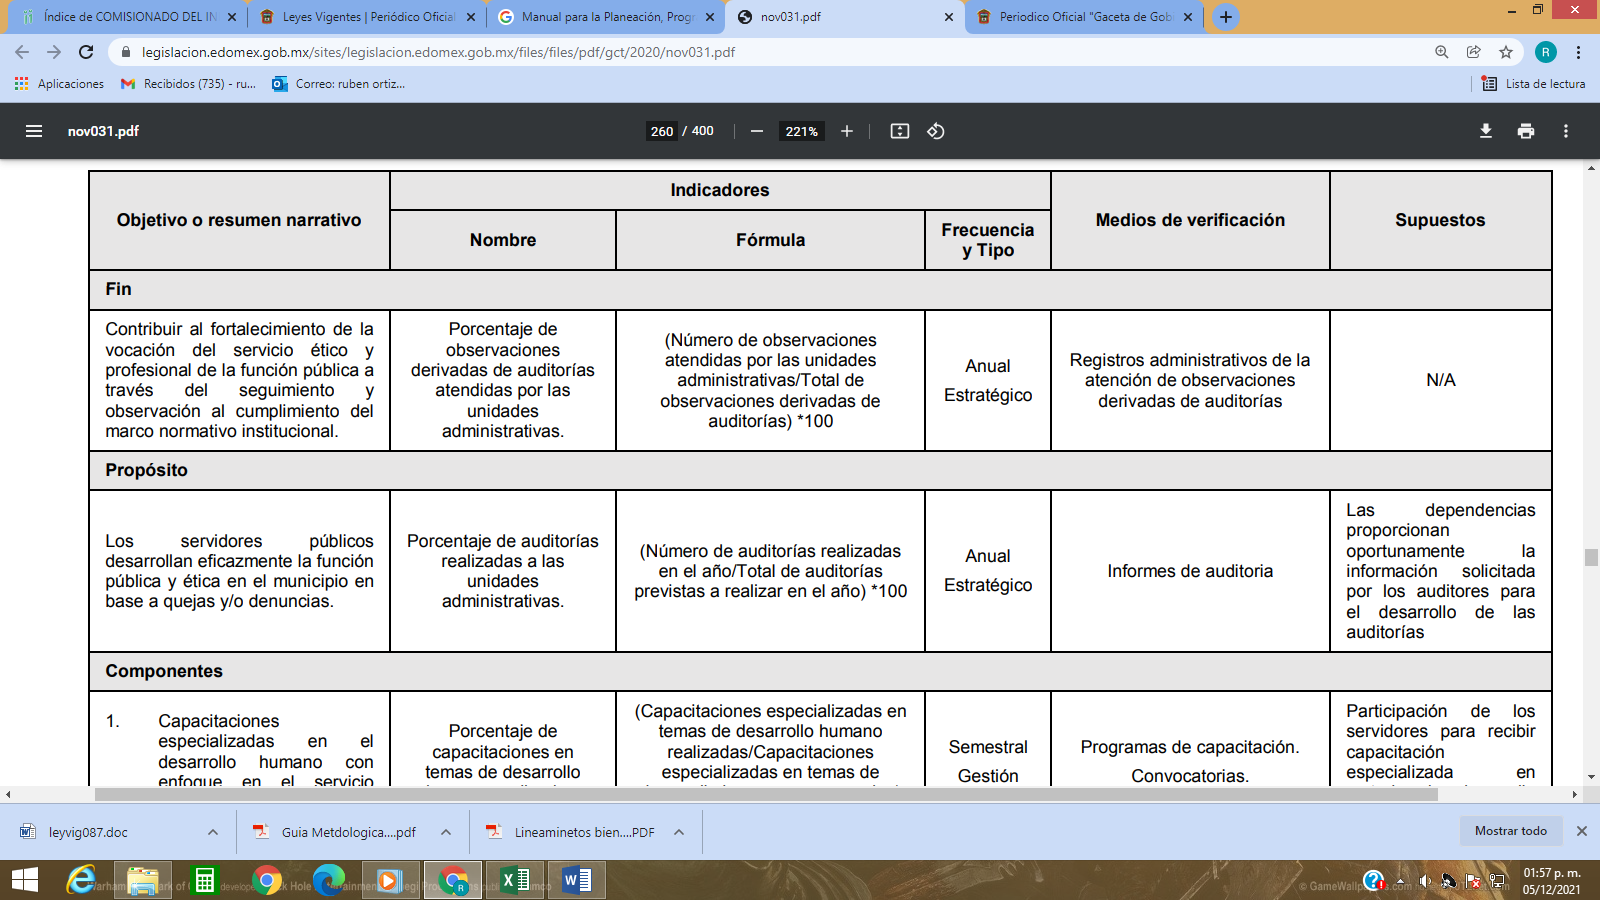 Índice de COMISIONADO DEL IN
Leyes Vigentes | Periódico Oficial
Manual para la Planeación, Progr
nov031.pdf
Periodico Oficial "Gaceta de Gob
legislacion.edomex.gob.mx/sites/legislacion.edomex.gob.mx/files/files/pdf/gct/2020/nov031.pdf
R
Aplicaciones
Recibidos (735) - ru...
Correo: ruben ortiz...
Lista de lectura
nov031.pdf
260 / 400
221%
Objetivo o resumen narrativo
Indicadores
Nombre
Fórmula
Frecuencia
y Tipo
Medios de verificación
Supuestos
Fin
Contribuir al fortalecimiento de la
vocación del servicio ético y
profesional de la función pública a
través del seguimiento y
observación al cumplimiento del
marco normativo institucional.
Porcentaje de
observaciones
derivadas de auditorías
atendidas por las
unidades
administrativas.
(Número de observaciones
atendidas por las unidades
administrativas/Total de
observaciones derivadas de
auditorías) *100
Anual
Estratégico
Registros administrativos de la
atención de observaciones
derivadas de auditorías
N/A
Propósito
Los servidores públicos
desarrollan eficazmente la función
pública y ética en el municipio en
base a quejas y/o denuncias.
Porcentaje de auditorías
realizadas a las
unidades
administrativas.
(Número de auditorías realizadas
en el año/Total de auditorías
previstas a realizar en el año) *100
Anual
Estratégico
Informes de auditoria
Las dependencias
proporcionan
oportunamente la
información solicitada
por los auditores para
el desarrollo de las
auditorías
Componentes
1. Capacitaciones
especializadas en el
desarrollo humano con
enfoque en el servicio
Porcentaje de
capacitaciones en
temas de desarrollo
(Capacitaciones especializadas en
temas de desarrollo humano
realizadas/Capacitaciones
especializadas en temas de
Semestral
Gestión
Programas de capacitación.
Convocatorias.
Participación de los
servidores para recibir
capacitación
especializada en
leyvig087.doc
Guia Metdologica....pdf
Lineaminetos bien....PDF
Mostrar todo
01:57 p. m.
05/12/2021